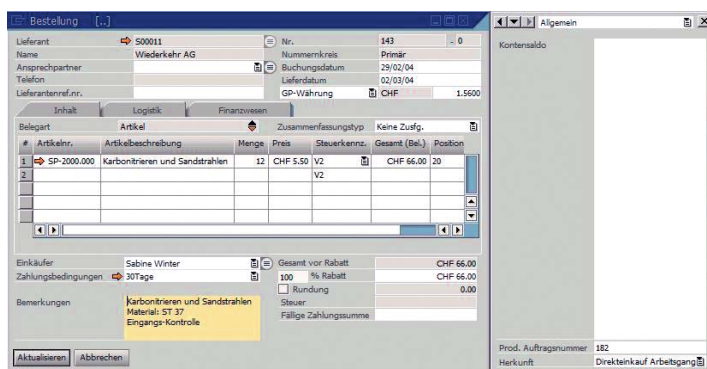 Bestellung [..]
Lieferant S00011
Name Wiederkehr AG
Ansprechpartner
Telefon
Lieferantenref.nr.
Nr. 143 - 0
Nummernkreis Primär
Buchungsdatum 29/02/04
Lieferdatum 02/03/04
GP-Währung CHF 1.5600
Inhalt Logistik Finanzwesen
Belegart Artikel Zusammenfassungstyp Keine Zusfg.
# Artikelnr. Artikelbeschreibung Menge Preis Steuerkennz. Gesamt (Bel.) Position
1 SP-2000.000 Karbonitrieren und Sandstrahlen 12 CHF 5.50 V2 CHF 66.00 20
2 V2
Einkäufer Sabine Winter
Zahlungsbedingungen 30Tage
Bemerkungen Karbonitrieren und Sandstrahlen
Material: ST 37
Eingangs-Kontrolle
Gesamt vor Rabatt CHF 66.00
100 % Rabatt CHF 66.00
Rundung 0.00
Steuer
Fällige Zahlungssumme
Aktualisieren Abbrechen
Allgemein
Kontensaldo
Prod. Auftragsnummer 182
Herkunft Direkteinkauf Arbeitsgang